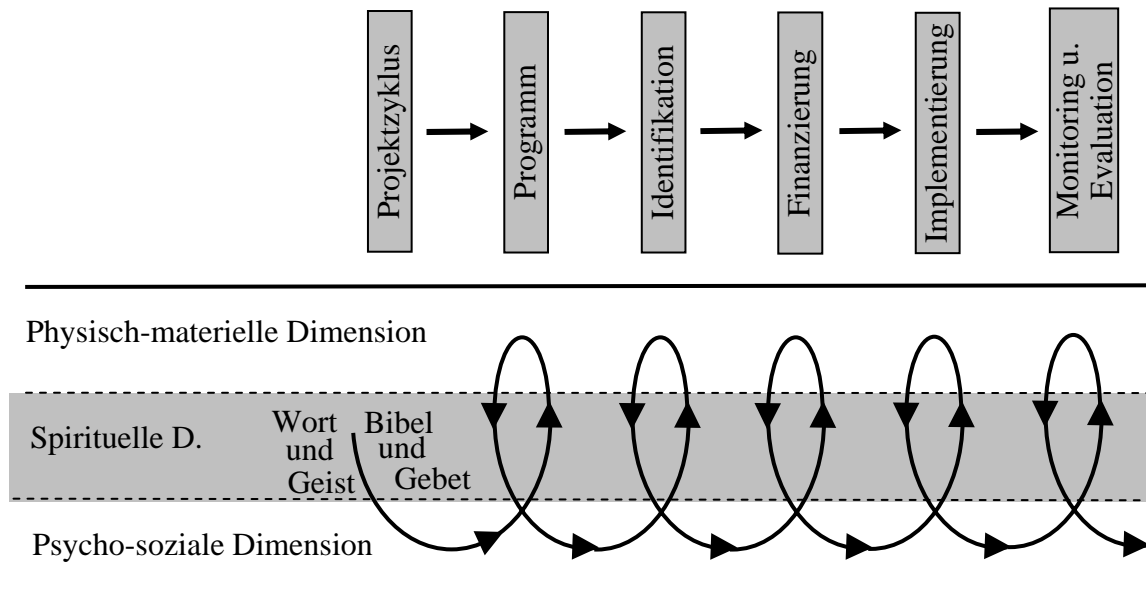 Projektzyklus
Programm
Identifikation
Finanzierung
Implementierung
Monitoring u.
Evaluation
Physisch-materielle Dimension
Spirituelle D.
Wort
und
Geist
Bibel
und
Gebet
Psycho-soziale Dimension